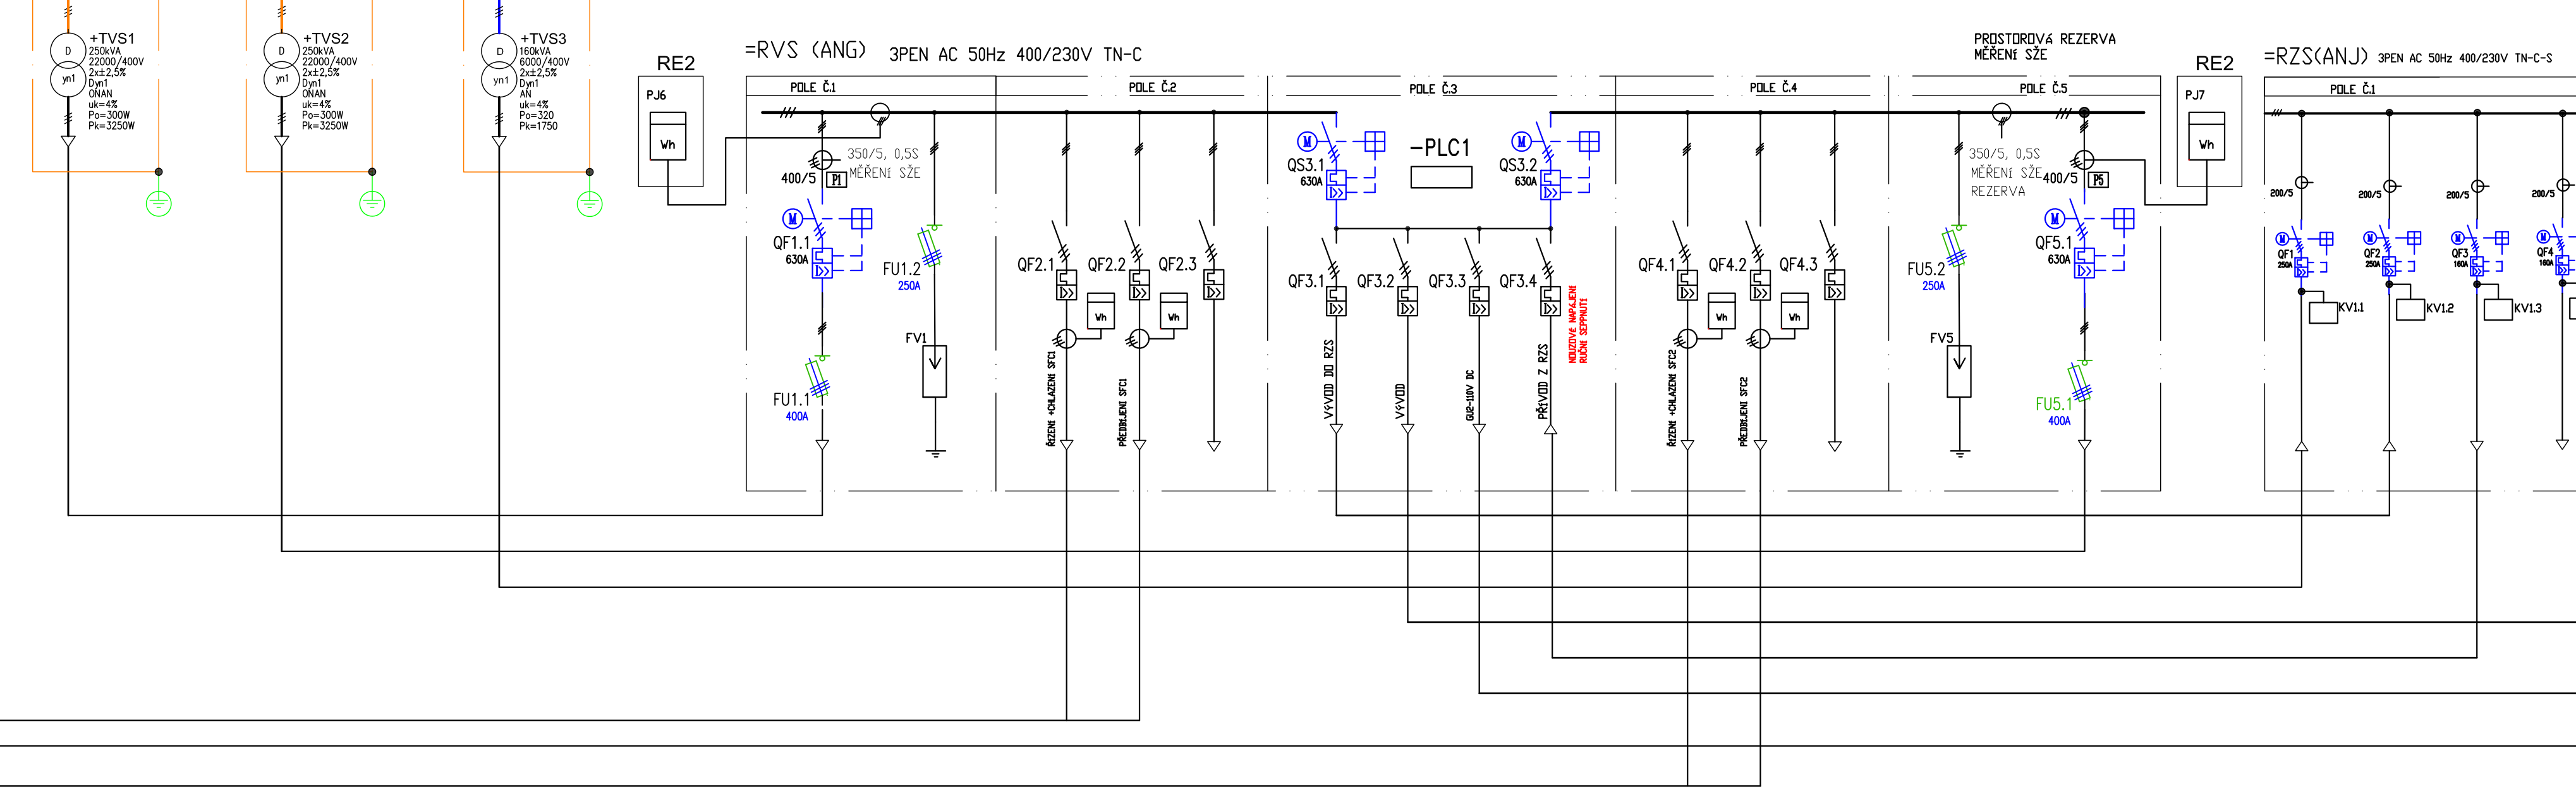 +TVS1
D
yn1
250kVA
22000/400V
2x±2,5%
Dyn1
ONAN
uk=4%
Po=300W
Pk=3250W
+TVS2
D
yn1
250kVA
22000/400V
2x±2,5%
Dyn1
ONAN
uk=4%
Po=300W
Pk=3250W
+TVS3
D
yn1
160kVA
6000/400V
2x±2,5%
Dyn1
AN
uk=4%
Po=320
Pk=1750
RE2
PJ6
Wh
=RVS (ANG)
3PEN AC 50Hz 400/230V TN-C
POLE Č.1
350/5, 0,5S
MĚŘENÍ SŽE
400/5
P1
M
QF1.1
630A
I>>
FU1.1
400A
FU1.2
250A
FV1
POLE Č.2
QF2.1
I>>
Wh
QF2.2
I>>
Wh
QF2.3
I>>
ŘÍZENÍ +CHLAZENÍ SFC1
PŘEDBÍJENÍ SFC1
POLE Č.3
M
QS3.1
630A
I>>
-PLC1
M
QS3.2
630A
I>>
QF3.1
I>>
QF3.2
I>>
QF3.3
I>>
QF3.4
I>>
NOUZOVÉ NAPÁJENÍ
RUČNÍ SEPPNUTÍ
VÝVOD DO RZS
VÝVOD
GU2-110V DC
PŘÍVOD Z RZS
POLE Č.4
QF4.1
I>>
Wh
QF4.2
I>>
Wh
QF4.3
I>>
ŘÍZENÍ +CHLAZENÍ SFC2
PŘEDBÍJENÍ SFC2
PROSTOROVÁ REZERVA
MĚŘENÍ SŽE
POLE Č.5
350/5, 0,5S
MĚŘENÍ SŽE
REZERVA
400/5
P5
M
QF5.1
630A
I>>
FU5.2
250A
FV5
FU5.1
400A
RE2
PJ7
Wh
=RZS(ANJ)
3PEN AC 50Hz 400/230V TN-C-S
POLE Č.1
200/5
M
QF1
250A
I>>
KV1.1
200/5
M
QF2
250A
I>>
KV1.2
200/5
M
QF3
160A
I>>
KV1.3
200/5
M
QF4
160A